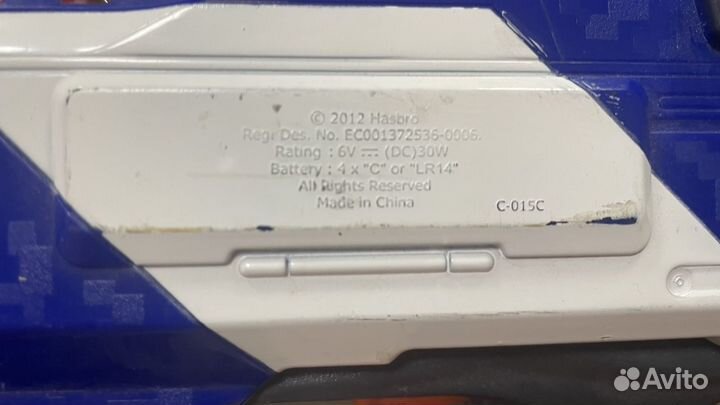 © 2012 Hasbro
Regr Des. No. EC001372536-0006.
Rating : 6V ⎓ (DC)30W
Battery : 4 x "C" or "LR14"
All Rights Reserved
Made in China
C-015C
Avito